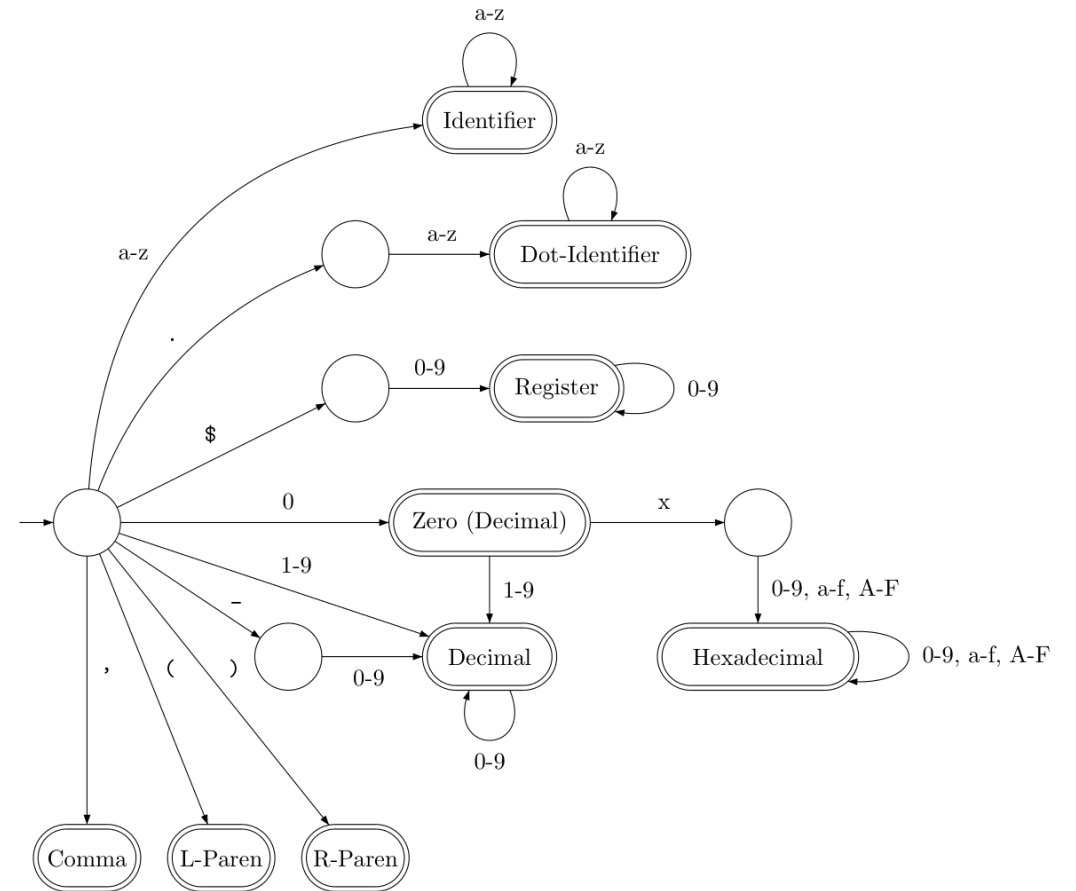 a-z
Identifier
a-z
a-z
a-z
Dot-Identifier
.
0-9
Register
0-9
$
0
Zero (Decimal)
x
1-9
1-9
0-9, a-f, A-F
-
, ( )
0-9
Decimal
Hexadecimal
0-9, a-f, A-F
0-9
Comma
L-Paren
R-Paren